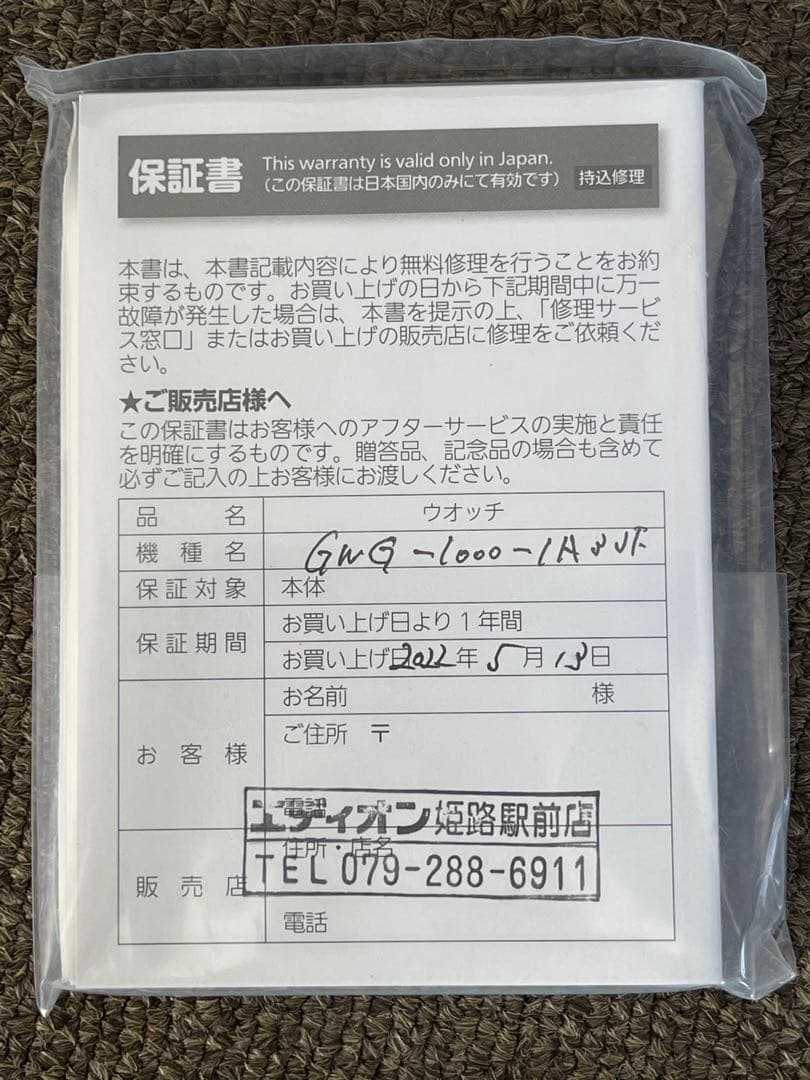 保証書
This warranty is valid only in Japan.
（この保証書は日本国内のみにて有効です）
持込修理
本書は、本書記載内容により無料修理を行うことをお約
束するものです。お買い上げの日から下記期間中に万一
故障が発生した場合は、本書を提示の上、「修理サービ
ス窓口」またはお買い上げの販売店に修理をご依頼くだ
さい。
★ご販売店様へ
この保証書はお客様へのアフターサービスの実施と責任
を明確にするものです。贈答品、記念品の場合も含めて
必ずご記入の上お客様にお渡しください。
品名 ウオッチ
機種名 GWG-1000-1A3JF
保証対象 本体
保証期間 お買い上げ日より1年間
お買い上げ日2022年5月13日
お客様 お名前 様
ご住所 〒
電話
エディオン姫路駅前店
販売店 住所・店名
TEL 079-288-6911
電話